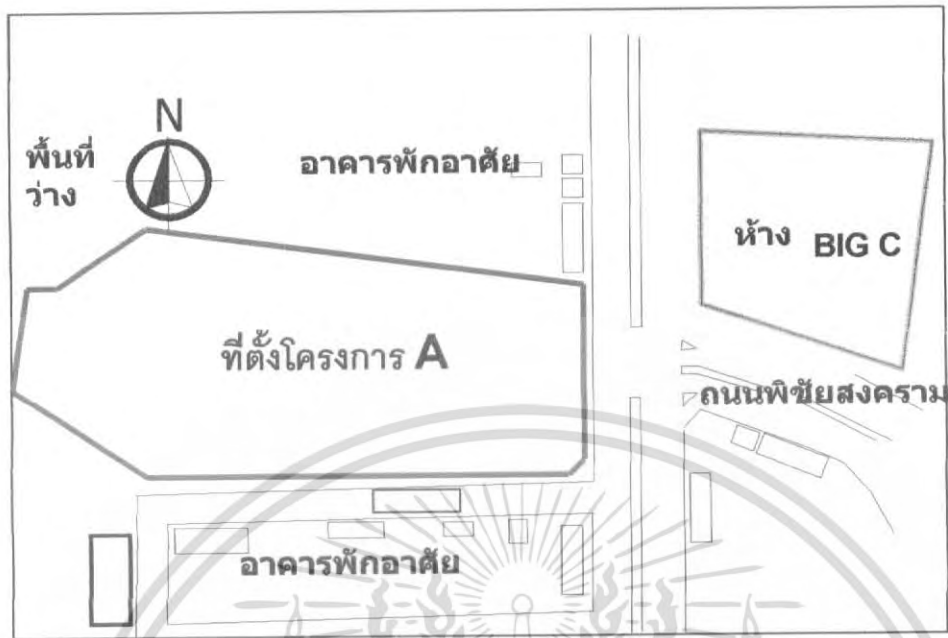 N
พื้นที่
ว่าง
อาคารพักอาศัย
ห้าง BIG C
ที่ตั้งโครงการ A
ถนนพิชัยสงคราม
อาคารพักอาศัย